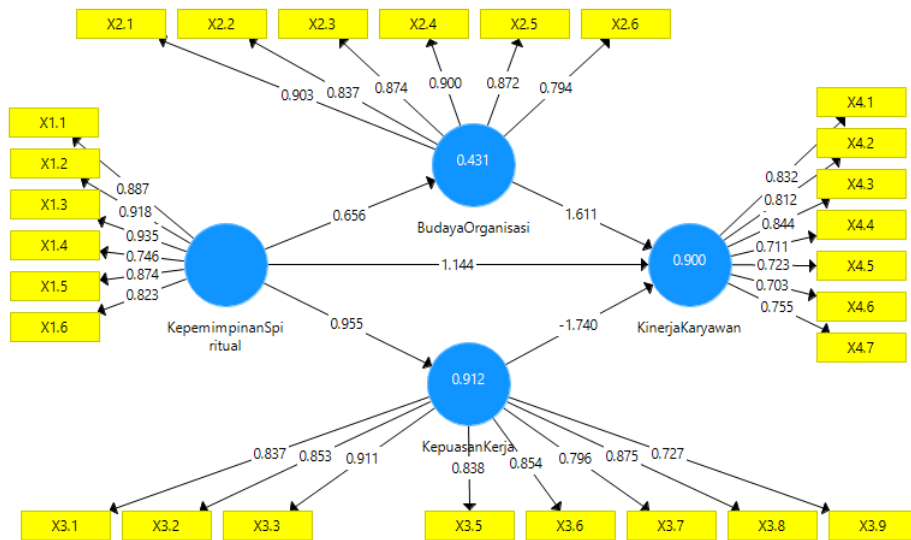 X2.1
X2.2
X2.3
X2.4
X2.5
X2.6
0.903
0.837
0.874
0.900
0.872
0.794
X1.1
X1.2
X1.3
X1.4
X1.5
X1.6
0.887
0.918
0.935
0.746
0.874
0.823
0.431
BudayaOrganisasi
0.656
1.611
1.144
0.955
-1.740
KepemimpinanSpi
ritual
0.900
KinerjaKaryawan
0.832
0.812
0.844
0.711
0.723
0.703
0.755
X4.1
X4.2
X4.3
X4.4
X4.5
X4.6
X4.7
0.912
KepuasanKerja
0.837
0.853
0.911
0.838
0.854
0.796
0.875
0.727
X3.1
X3.2
X3.3
X3.5
X3.6
X3.7
X3.8
X3.9